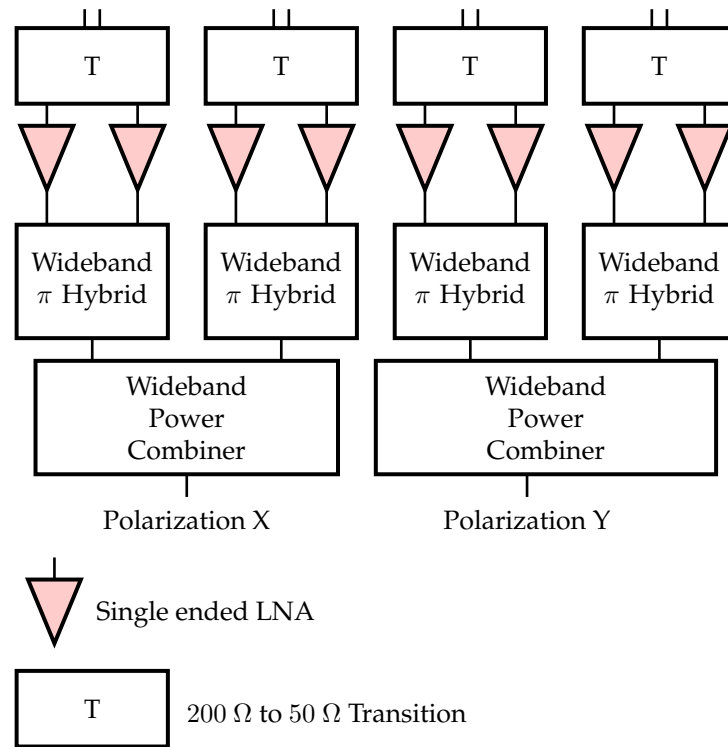 T T T T
Wideband Wideband Wideband Wideband
π Hybrid π Hybrid π Hybrid π Hybrid
Wideband Wideband
Power Power
Combiner Combiner
Polarization X Polarization Y
Single ended LNA
T 200 Ω to 50 Ω Transition